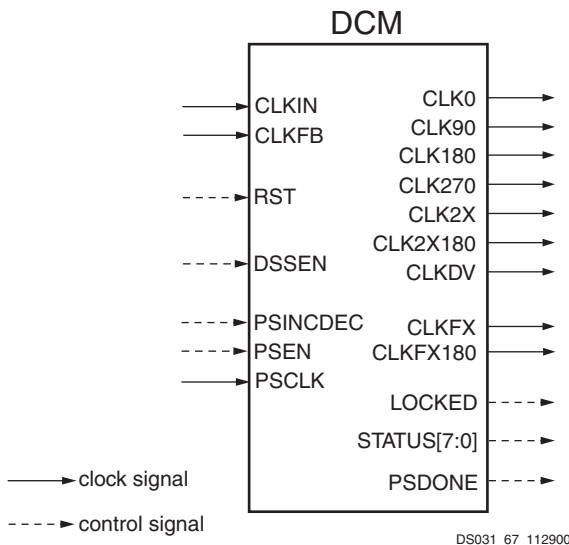 DCM
CLKIN
CLKFB
RST
DSSEN
PSINCDEC
PSEN
PSCLK
CLK0
CLK90
CLK180
CLK270
CLK2X
CLK2X180
CLKDV
CLKFX
CLKFX180
LOCKED
STATUS[7:0]
PSDONE
clock signal
control signal
DS031_67_112900